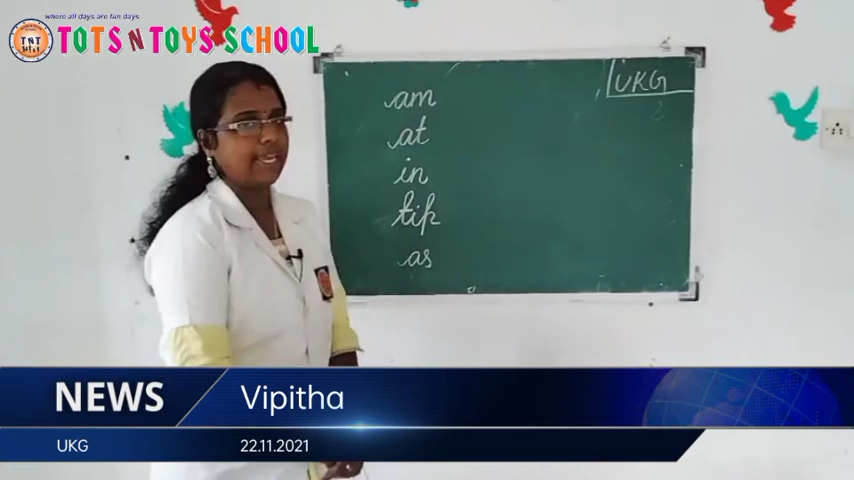 where all days are fun days
TNT
TOTS N TOYS SCHOOL
UKG
am
at
in
tip
as
NEWS
Vipitha
UKG
22.11.2021